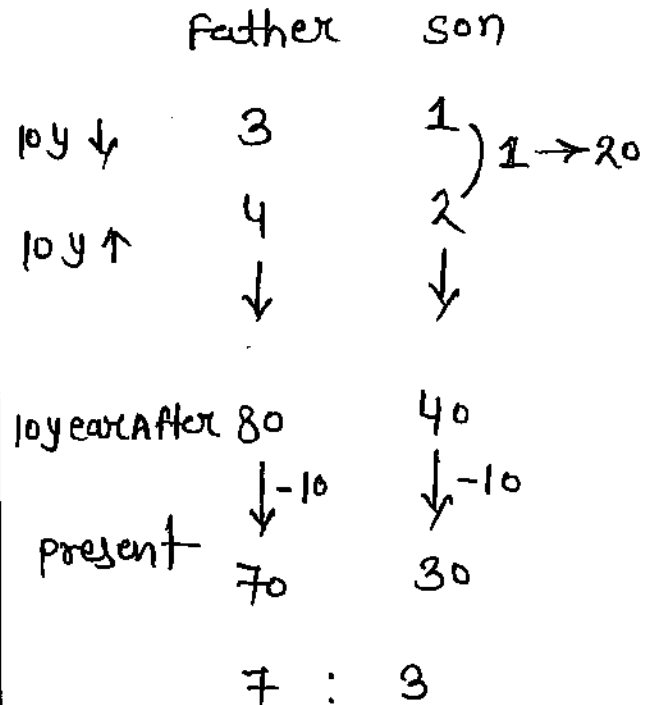 Father son
10y ↓ 3 1
) 1 → 20
10y ↑ 4 2
↓ ↓
10yearAfter 80 40
↓-10 ↓-10
present 70 30
7 : 3